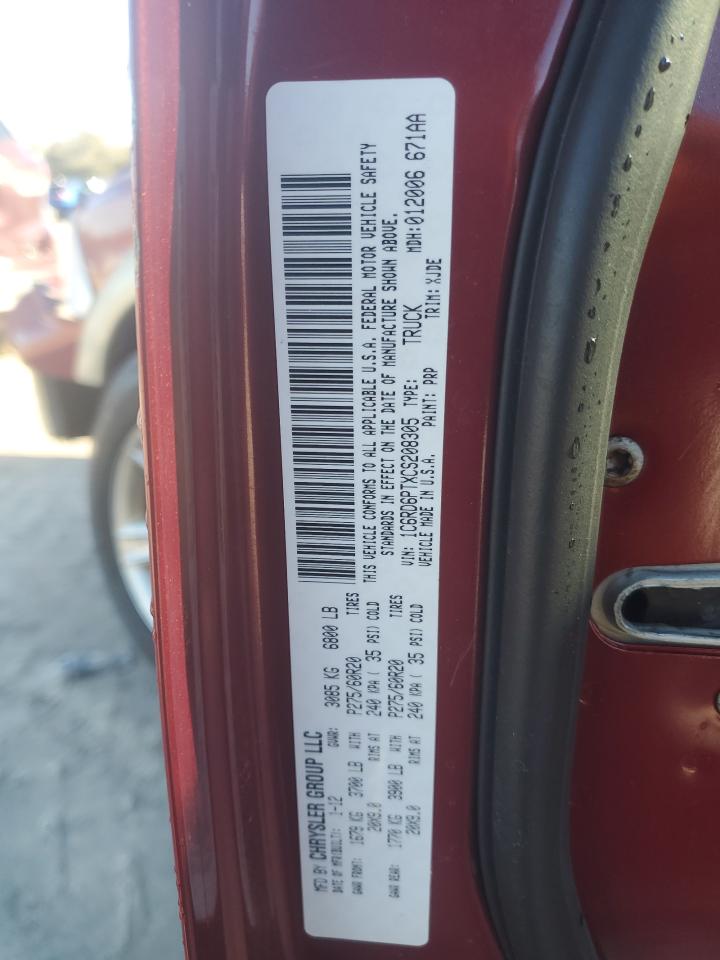 MFD BY CHRYSLER GROUP LLC
DATE OF MFR(BUILT): 1-12 GVWR: 3085 KG 6800 LB
GAWR FRONT: 1679 KG 3700 LB WITH P275/60R20 TIRES
20X9.0 RIMS AT 240 KPA ( 35 PSI) COLD
GAWR REAR: 1770 KG 3900 LB WITH P275/60R20 TIRES
20X9.0 RIMS AT 240 KPA ( 35 PSI) COLD
THIS VEHICLE CONFORMS TO ALL APPLICABLE U.S.A. FEDERAL MOTOR VEHICLE SAFETY
STANDARDS IN EFFECT ON THE DATE OF MANUFACTURE SHOWN ABOVE.
VIN: 1C6RD6PTXCS208305 TYPE: TRUCK MDH:012006 671AA
VEHICLE MADE IN U.S.A. PAINT: PRP TRIM: XJDE